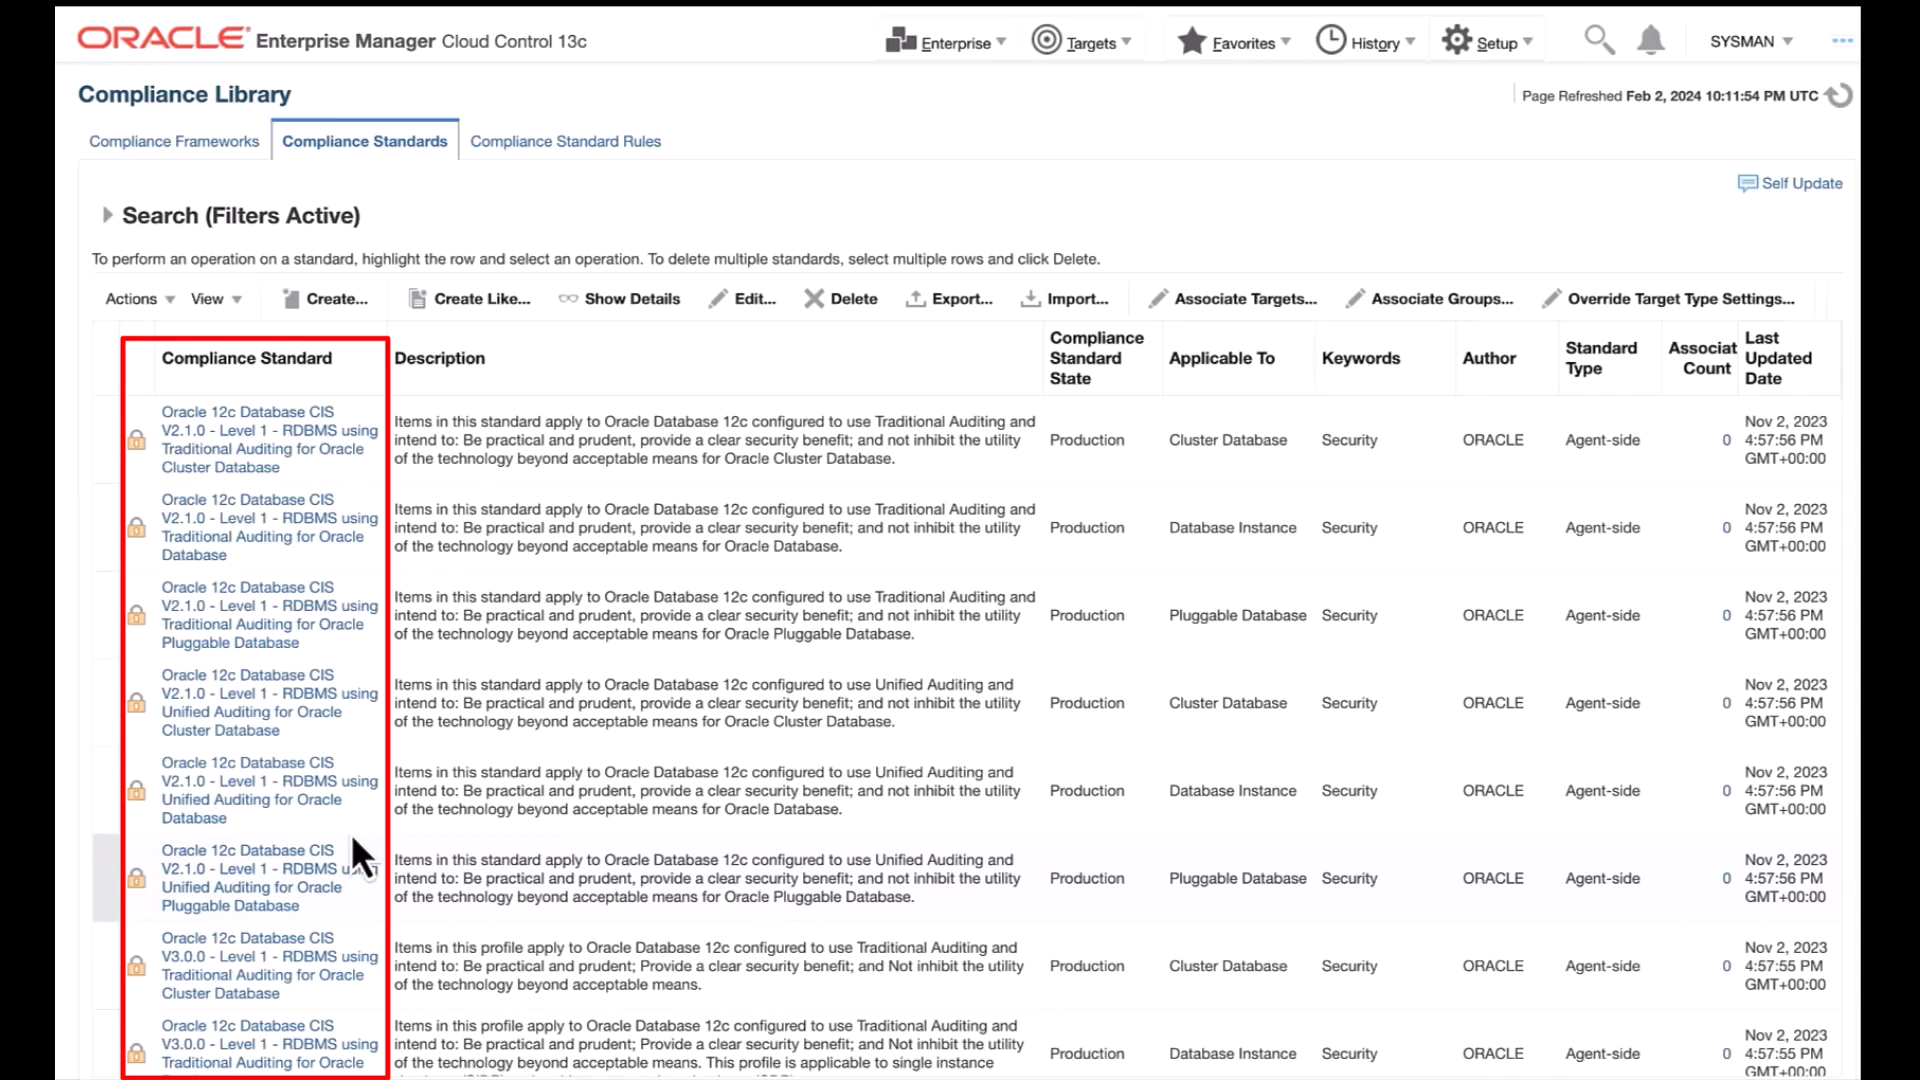 ORACLE Enterprise Manager Cloud Control 13c
Enterprise Targets Favorites History Setup SYSMAN
Compliance Library
Page Refreshed Feb 2, 2024 10:11:54 PM UTC
Compliance Frameworks Compliance Standards Compliance Standard Rules
Self Update
Search (Filters Active)
To perform an operation on a standard, highlight the row and select an operation. To delete multiple standards, select multiple rows and click Delete.
Actions View Create... Create Like... Show Details Edit... Delete Export... Import... Associate Targets... Associate Groups... Override Target Type Settings...
Compliance Standard
Description
Compliance
Standard
State
Applicable To
Keywords
Author
Standard
Type
Associat
Count
Last
Updated
Date
Oracle 12c Database CIS
V2.1.0 - Level 1 - RDBMS using
Traditional Auditing for Oracle
Cluster Database
Items in this standard apply to Oracle Database 12c configured to use Traditional Auditing and
intend to: Be practical and prudent, provide a clear security benefit; and not inhibit the utility
of the technology beyond acceptable means for Oracle Cluster Database.
Production
Cluster Database
Security
ORACLE
Agent-side
0
Nov 2, 2023
4:57:56 PM
GMT+00:00
Oracle 12c Database CIS
V2.1.0 - Level 1 - RDBMS using
Traditional Auditing for Oracle
Database
Items in this standard apply to Oracle Database 12c configured to use Traditional Auditing and
intend to: Be practical and prudent, provide a clear security benefit; and not inhibit the utility
of the technology beyond acceptable means for Oracle Database.
Production
Database Instance
Security
ORACLE
Agent-side
0
Nov 2, 2023
4:57:56 PM
GMT+00:00
Oracle 12c Database CIS
V2.1.0 - Level 1 - RDBMS using
Traditional Auditing for Oracle
Pluggable Database
Items in this standard apply to Oracle Database 12c configured to use Traditional Auditing and
intend to: Be practical and prudent, provide a clear security benefit; and not inhibit the utility
of the technology beyond acceptable means for Oracle Pluggable Database.
Production
Pluggable Database
Security
ORACLE
Agent-side
0
Nov 2, 2023
4:57:56 PM
GMT+00:00
Oracle 12c Database CIS
V2.1.0 - Level 1 - RDBMS using
Unified Auditing for Oracle
Cluster Database
Items in this standard apply to Oracle Database 12c configured to use Unified Auditing and
intend to: Be practical and prudent, provide a clear security benefit; and not inhibit the utility
of the technology beyond acceptable means for Oracle Cluster Database.
Production
Cluster Database
Security
ORACLE
Agent-side
0
Nov 2, 2023
4:57:56 PM
GMT+00:00
Oracle 12c Database CIS
V2.1.0 - Level 1 - RDBMS using
Unified Auditing for Oracle
Database
Items in this standard apply to Oracle Database 12c configured to use Unified Auditing and
intend to: Be practical and prudent, provide a clear security benefit; and not inhibit the utility
of the technology beyond acceptable means for Oracle Database.
Production
Database Instance
Security
ORACLE
Agent-side
0
Nov 2, 2023
4:57:56 PM
GMT+00:00
Oracle 12c Database CIS
V2.1.0 - Level 1 - RDBMS
Unified Auditing for Oracle
Pluggable Database
Items in this standard apply to Oracle Database 12c configured to use Unified Auditing and
intend to: Be practical and prudent, provide a clear security benefit; and not inhibit the utility
of the technology beyond acceptable means for Oracle Pluggable Database.
Production
Pluggable Database
Security
ORACLE
Agent-side
0
Nov 2, 2023
4:57:56 PM
GMT+00:00
Oracle 12c Database CIS
V3.0.0 - Level 1 - RDBMS using
Traditional Auditing for Oracle
Cluster Database
Items in this profile apply to Oracle Database 12c configured to use Traditional Auditing and
intend to: Be practical and prudent; Provide a clear security benefit; and Not inhibit the utility
of the technology beyond acceptable means.
Production
Cluster Database
Security
ORACLE
Agent-side
0
Nov 2, 2023
4:57:55 PM
GMT+00:00
Oracle 12c Database CIS
V3.0.0 - Level 1 - RDBMS using
Traditional Auditing for Oracle
Items in this profile apply to Oracle Database 12c configured to use Traditional Auditing and
intend to: Be practical and prudent; Provide a clear security benefit; and Not inhibit the utility
of the technology beyond acceptable means. This profile is applicable to single instance
Production
Database Instance
Security
ORACLE
Agent-side
0
Nov 2, 2023
4:57:55 PM
GMT+00:00